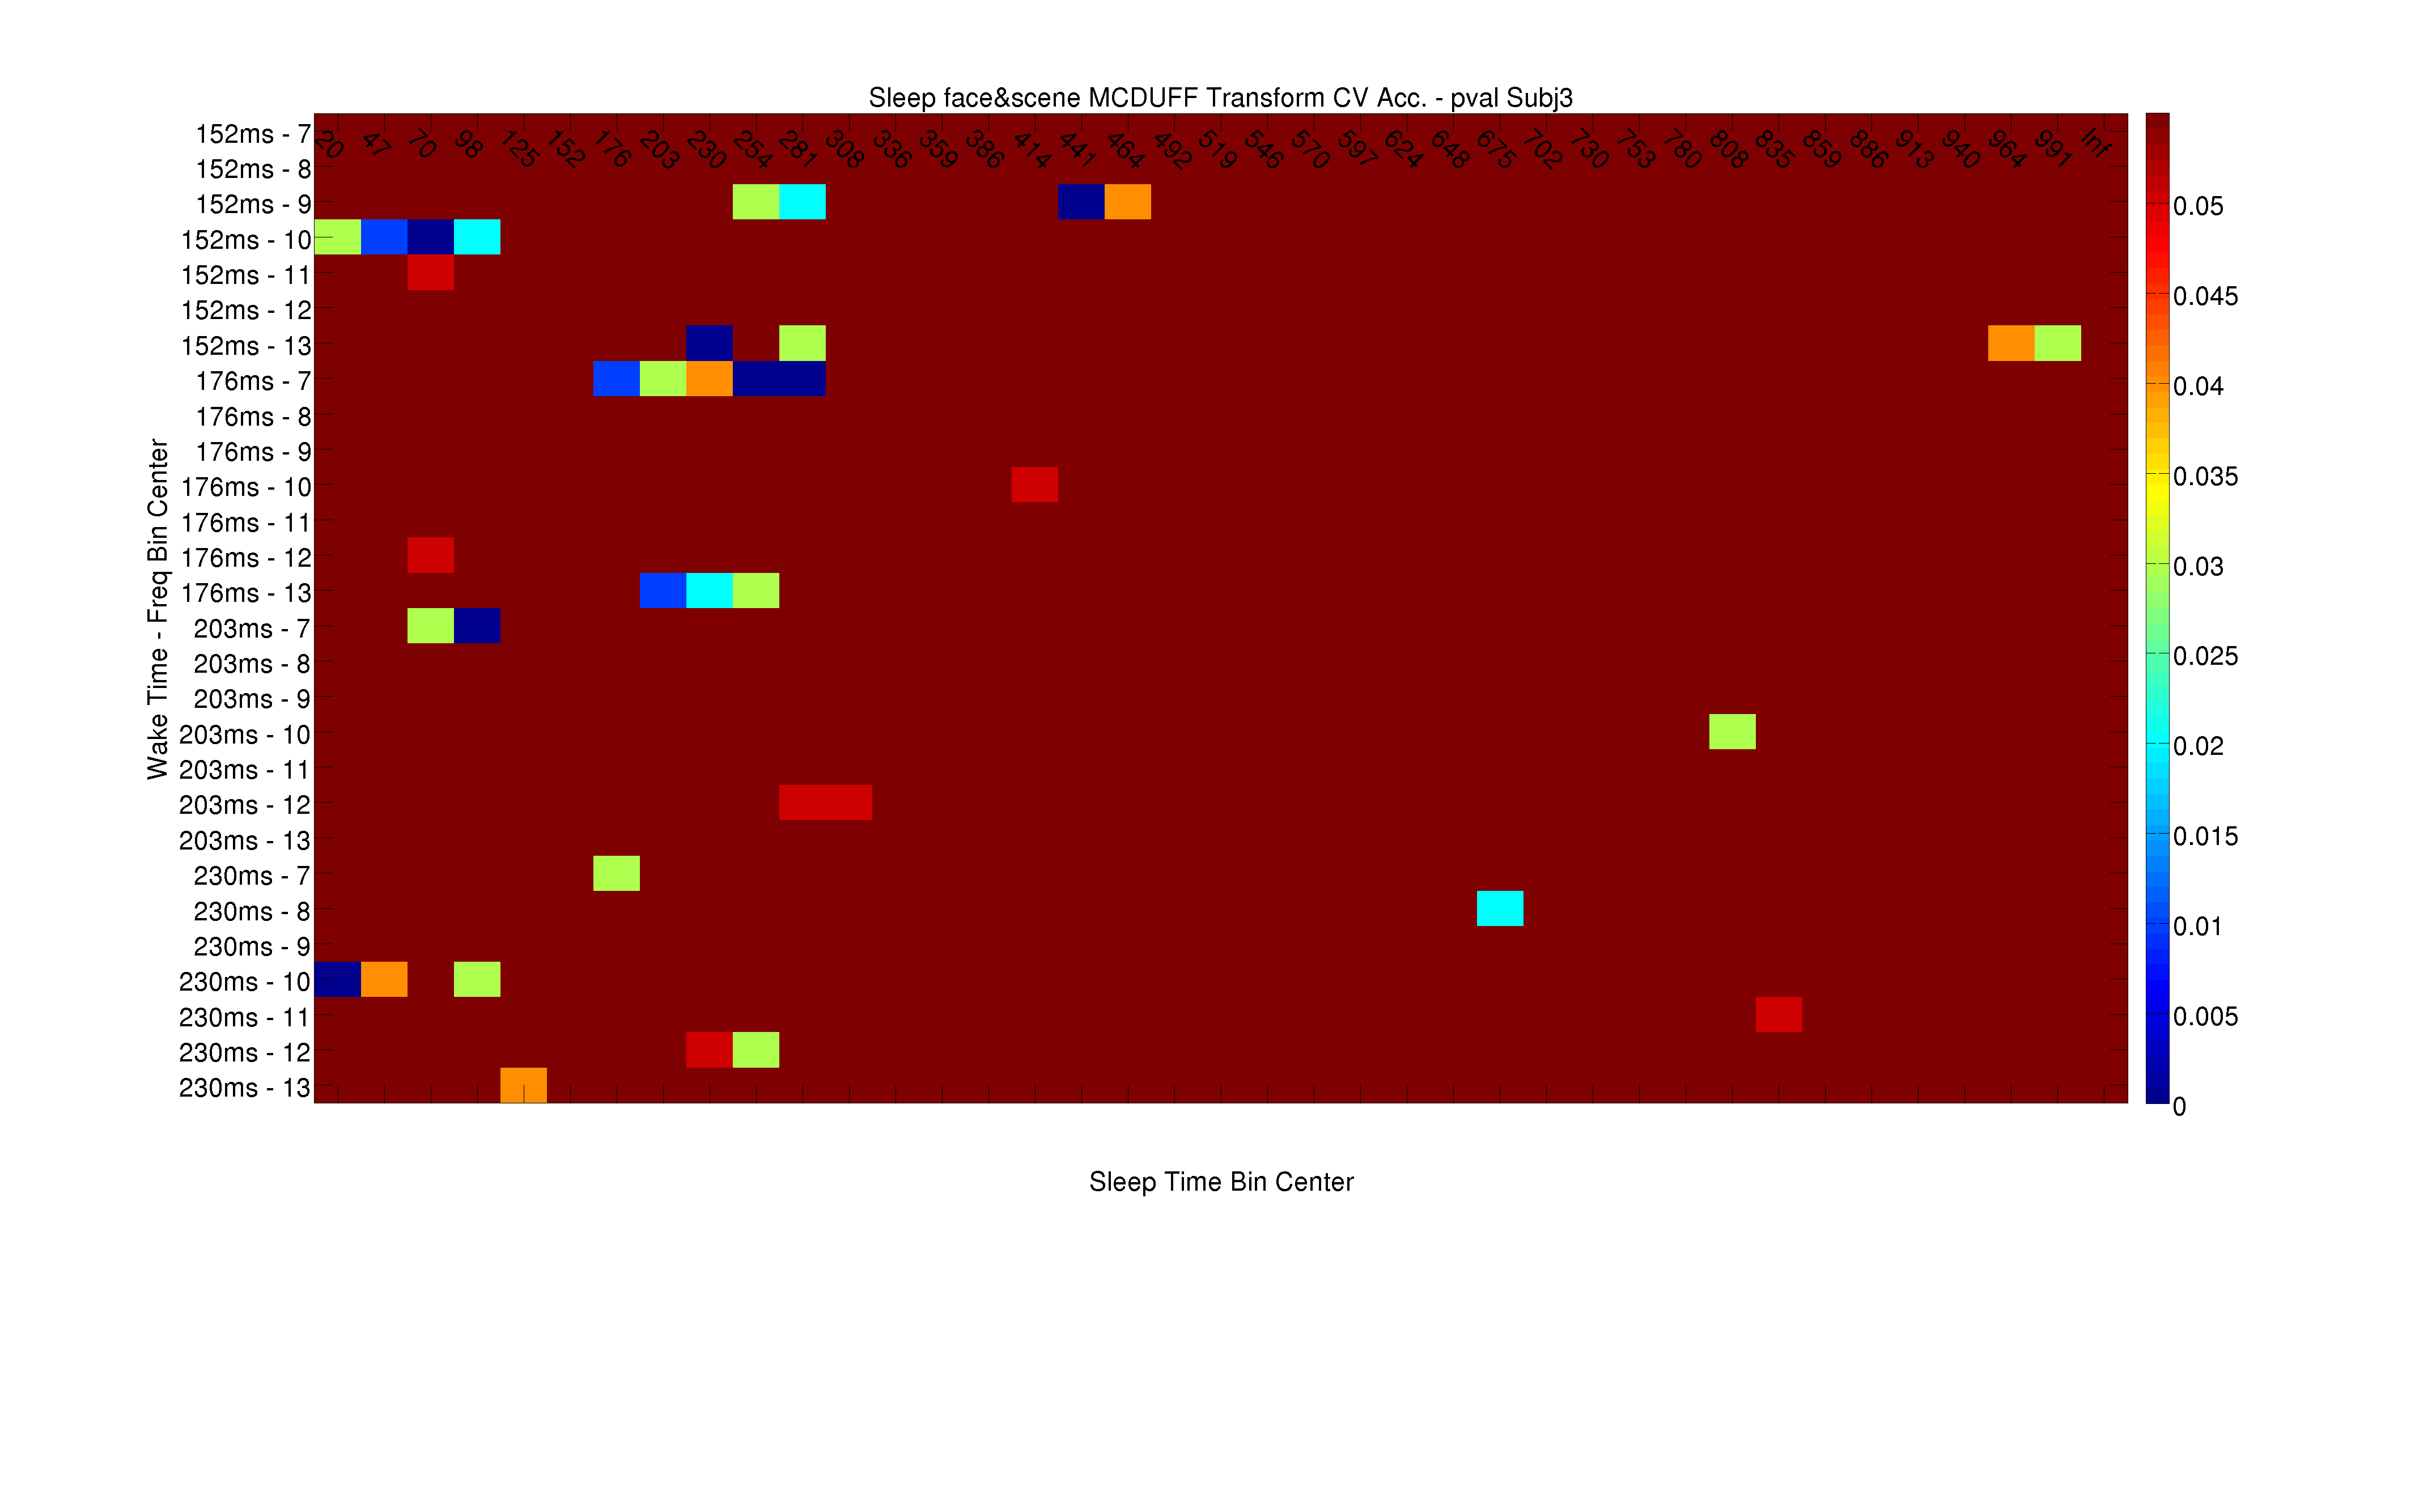 Sleep face&scene MCDUFF Transform CV Acc. - pval Subj3
20 47 70 98 125 152 176 203 230 254 281 308 336 359 386 414 441 464 492 519 546 570 597 624 648 675 702 730 753 780 808 835 859 886 913 940 964 991 Inf
152ms - 7
152ms - 8
152ms - 9
152ms - 10
152ms - 11
152ms - 12
152ms - 13
176ms - 7
176ms - 8
176ms - 9
176ms - 10
176ms - 11
176ms - 12
176ms - 13
203ms - 7
203ms - 8
203ms - 9
203ms - 10
203ms - 11
203ms - 12
203ms - 13
230ms - 7
230ms - 8
230ms - 9
230ms - 10
230ms - 11
230ms - 12
230ms - 13
Wake Time - Freq Bin Center
0.05
0.045
0.04
0.035
0.03
0.025
0.02
0.015
0.01
0.005
0
Sleep Time Bin Center